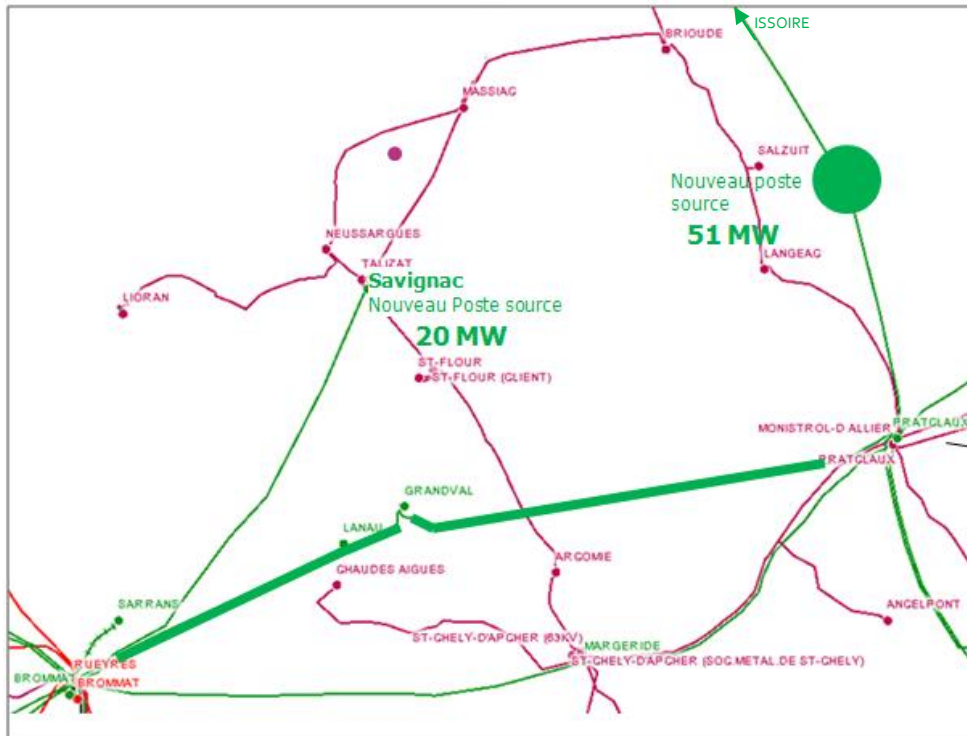 ISSOIRE
BRIOUDE
MASSIAC
SALZUIT
Nouveau poste
source
51 MW
NEUSSARGUES
LANGEAC
TALIZAT
Savignac
Nouveau Poste source
20 MW
LIORAN
ST-FLOUR
ST-FLOUR (CLIENT)
PRATCLAUX
MONISTROL-D ALLIER
PRATCLAUX
GRANDVAL
LANAU
CHAUDES AIGUES
ARCOMIE
SARRANS
ANGELPONT
ST-CHELY-D'APCHER (63KV)
MARGERIDE
ST-CHELY-D'APCHER (SOC.METAL.DE ST-CHELY)
RUEYRES
BROMMAT
BROMMAT